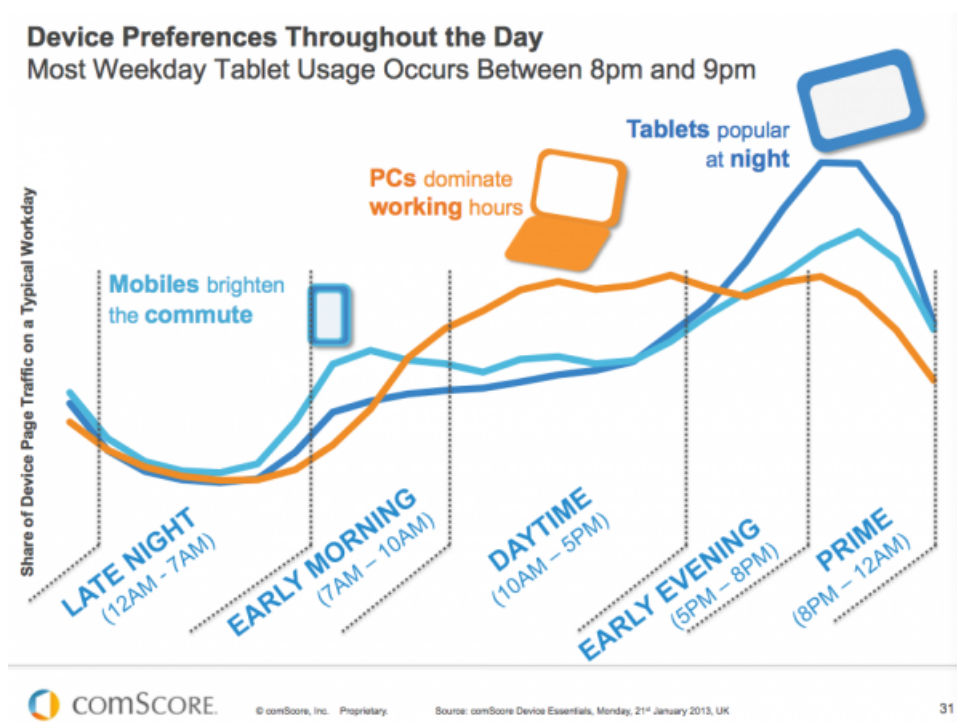 Device Preferences Throughout the Day
Most Weekday Tablet Usage Occurs Between 8pm and 9pm
Tablets popular
at night
PCs dominate
working hours
Mobiles brighten
the commute
Share of Device Page Traffic on a Typical Workday
LATE NIGHT
(12AM - 7AM)
EARLY MORNING
(7AM – 10AM)
DAYTIME
(10AM – 5PM)
EARLY EVENING
(5PM – 8PM)
PRIME
(8PM – 12AM)
comSCORE.
© comScore, Inc. Proprietary.
Source: comScore Device Essentials, Monday, 21st January 2013, UK
31